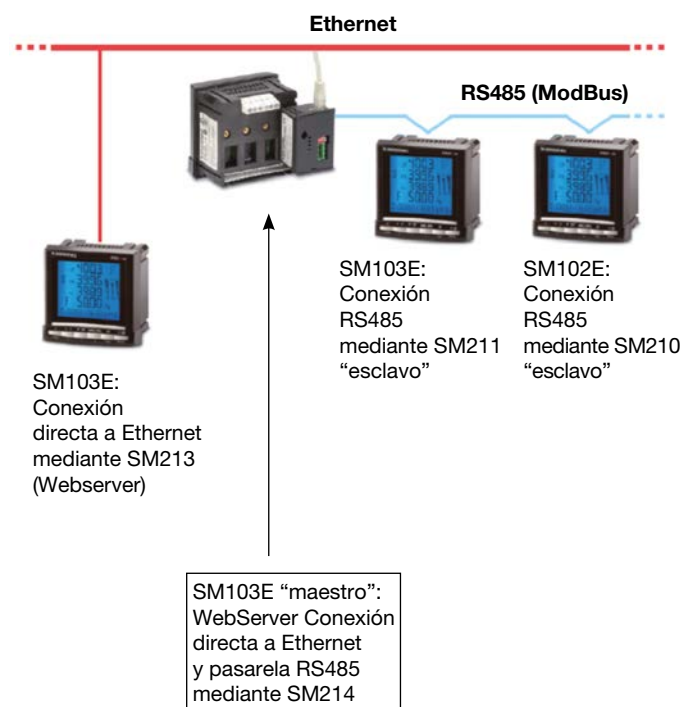 Ethernet
RS485 (ModBus)
SM103E:
Conexión
RS485
mediante SM211
“esclavo”
SM102E:
Conexión
RS485
mediante SM210
“esclavo”
SM103E:
Conexión
directa a Ethernet
mediante SM213
(Webserver)
SM103E “maestro”:
WebServer Conexión
directa a Ethernet
y pasarela RS485
mediante SM214